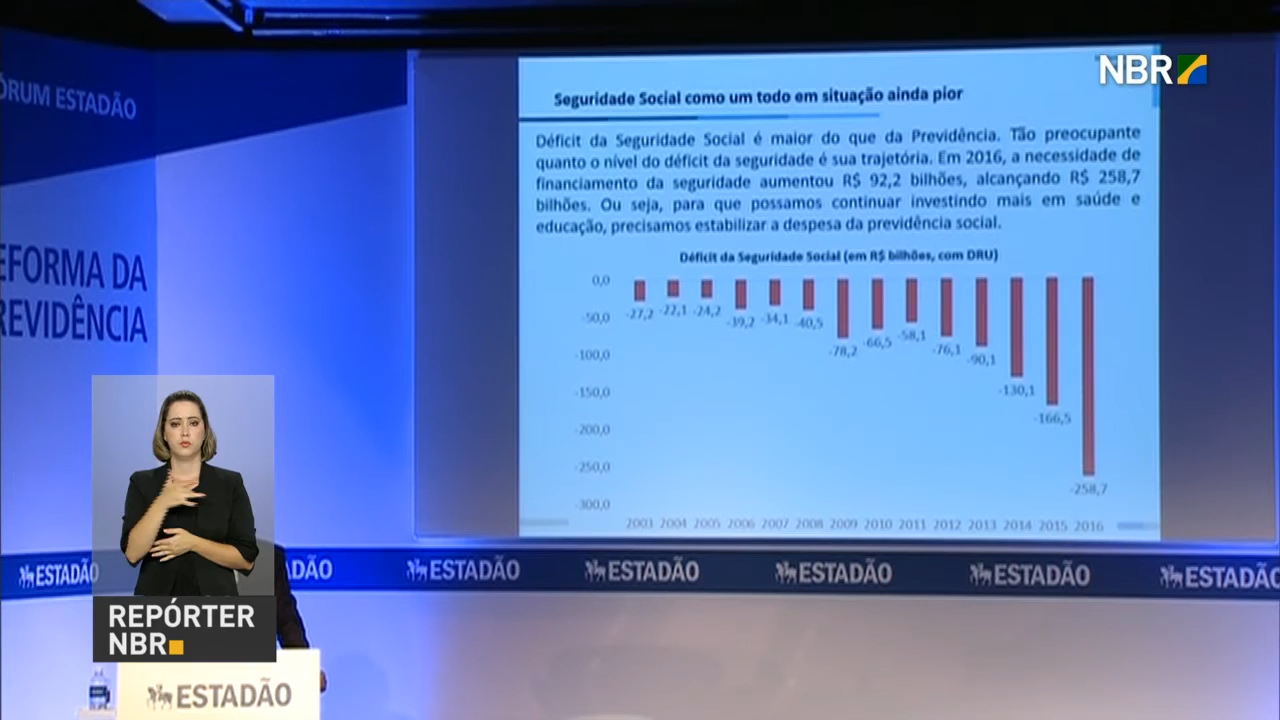 NBR
ÓRUM ESTADÃO
EFORMA DA
REVIDÊNCIA
Seguridade Social como um todo em situação ainda pior
Déficit da Seguridade Social é maior do que da Previdência. Tão preocupante
quanto o nível do déficit da seguridade é sua trajetória. Em 2016, a necessidade de
financiamento da seguridade aumentou R$ 92,2 bilhões, alcançando R$ 258,7
bilhões. Ou seja, para que possamos continuar investindo mais em saúde e
educação, precisamos estabilizar a despesa da previdência social.
Déficit da Seguridade Social (em R$ bilhões, com DRU)
0,0
-50,0
-100,0
-150,0
-200,0
-250,0
-300,0
-27,2 -22,1 -24,2 -39,2 -34,1 -40,5 -78,2 -66,5 -58,1 -76,1 -90,1 -130,1 -166,5 -258,7
2003 2004 2005 2006 2007 2008 2009 2010 2011 2012 2013 2014 2015 2016
ESTADÃO ADÃO ESTADÃO ESTADÃO ESTADÃO ESTADÃO ESTADÃO
REPÓRTER
NBR
ESTADÃO